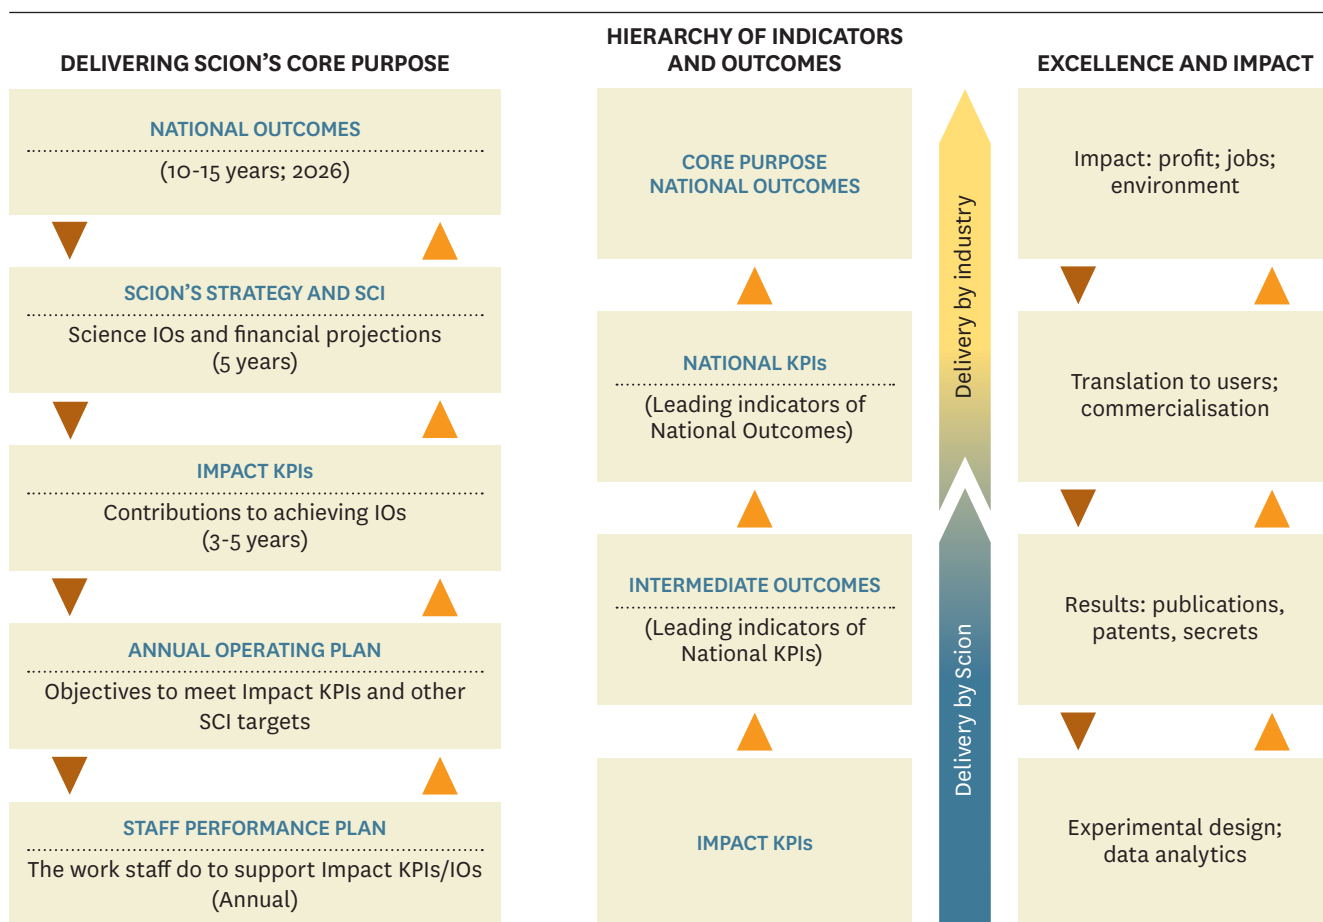 DELIVERING SCION'S CORE PURPOSE
NATIONAL OUTCOMES
(10-15 years; 2026)
SCION'S STRATEGY AND SCI
Science IOs and financial projections
(5 years)
IMPACT KPIs
Contributions to achieving IOs
(3-5 years)
ANNUAL OPERATING PLAN
Objectives to meet Impact KPIs and other
SCI targets
STAFF PERFORMANCE PLAN
The work staff do to support Impact KPIs/IOs
(Annual)
HIERARCHY OF INDICATORS
AND OUTCOMES
CORE PURPOSE
NATIONAL OUTCOMES
NATIONAL KPIs
(Leading indicators of
National Outcomes)
INTERMEDIATE OUTCOMES
(Leading indicators of
National KPIs)
IMPACT KPIs
Delivery by industry
Delivery by Scion
EXCELLENCE AND IMPACT
Impact: profit; jobs;
environment
Translation to users;
commercialisation
Results: publications,
patents, secrets
Experimental design;
data analytics